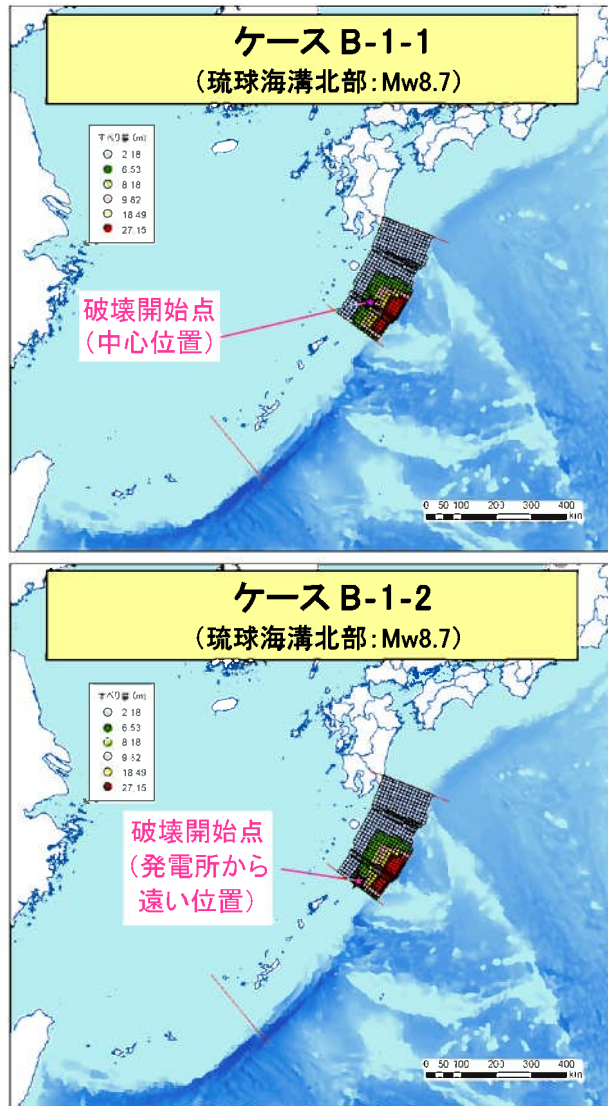 ケース B-1-1
(琉球海溝北部:Mw8.7)
すべり量 (m)
2.18
6.53
8.18
9.82
18.49
27.15
破壊開始点
(中心位置)
0 50 100 200 300 400
km
ケース B-1-2
(琉球海溝北部:Mw8.7)
すべり量 (m)
2.18
6.53
8.18
9.82
18.49
27.15
破壊開始点
(発電所から
遠い位置)
0 50 100 200 300 400
km